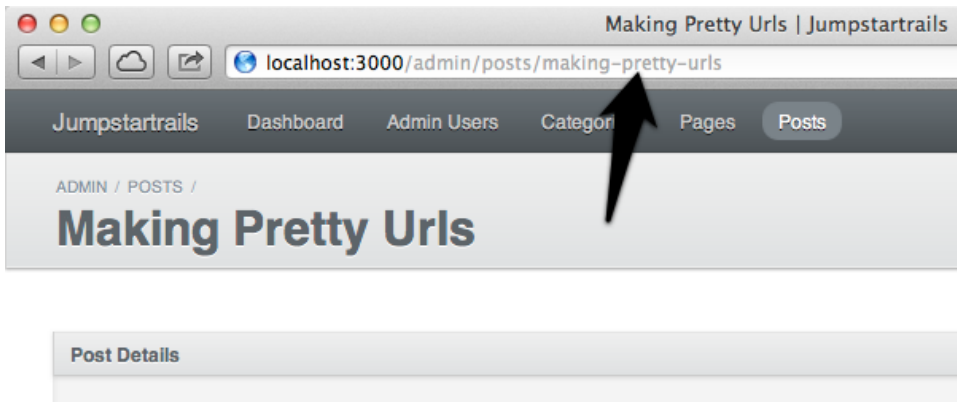 Making Pretty Urls | Jumpstartrails
localhost:3000/admin/posts/making-pretty-urls
Jumpstartrails Dashboard Admin Users Pages Posts
ADMIN / POSTS /
Making Pretty Urls
Post Details